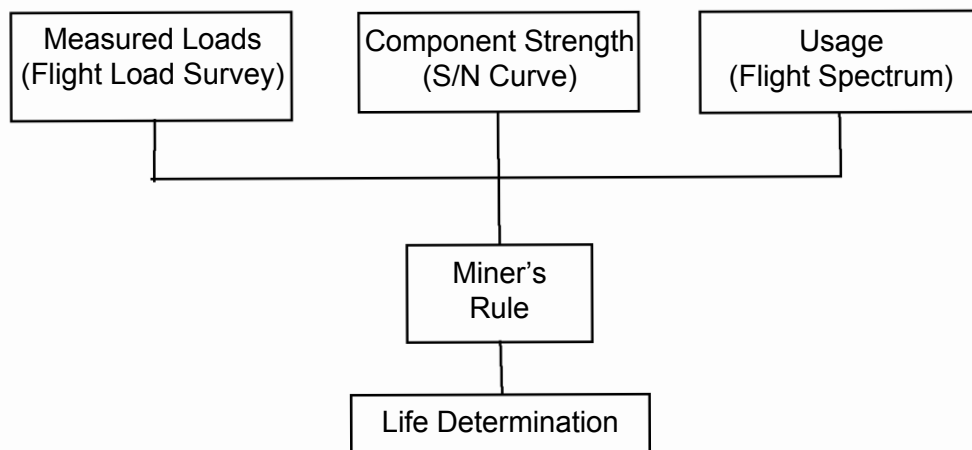 Measured Loads
(Flight Load Survey)
Component Strength
(S/N Curve)
Usage
(Flight Spectrum)
Miner’s
Rule
Life Determination